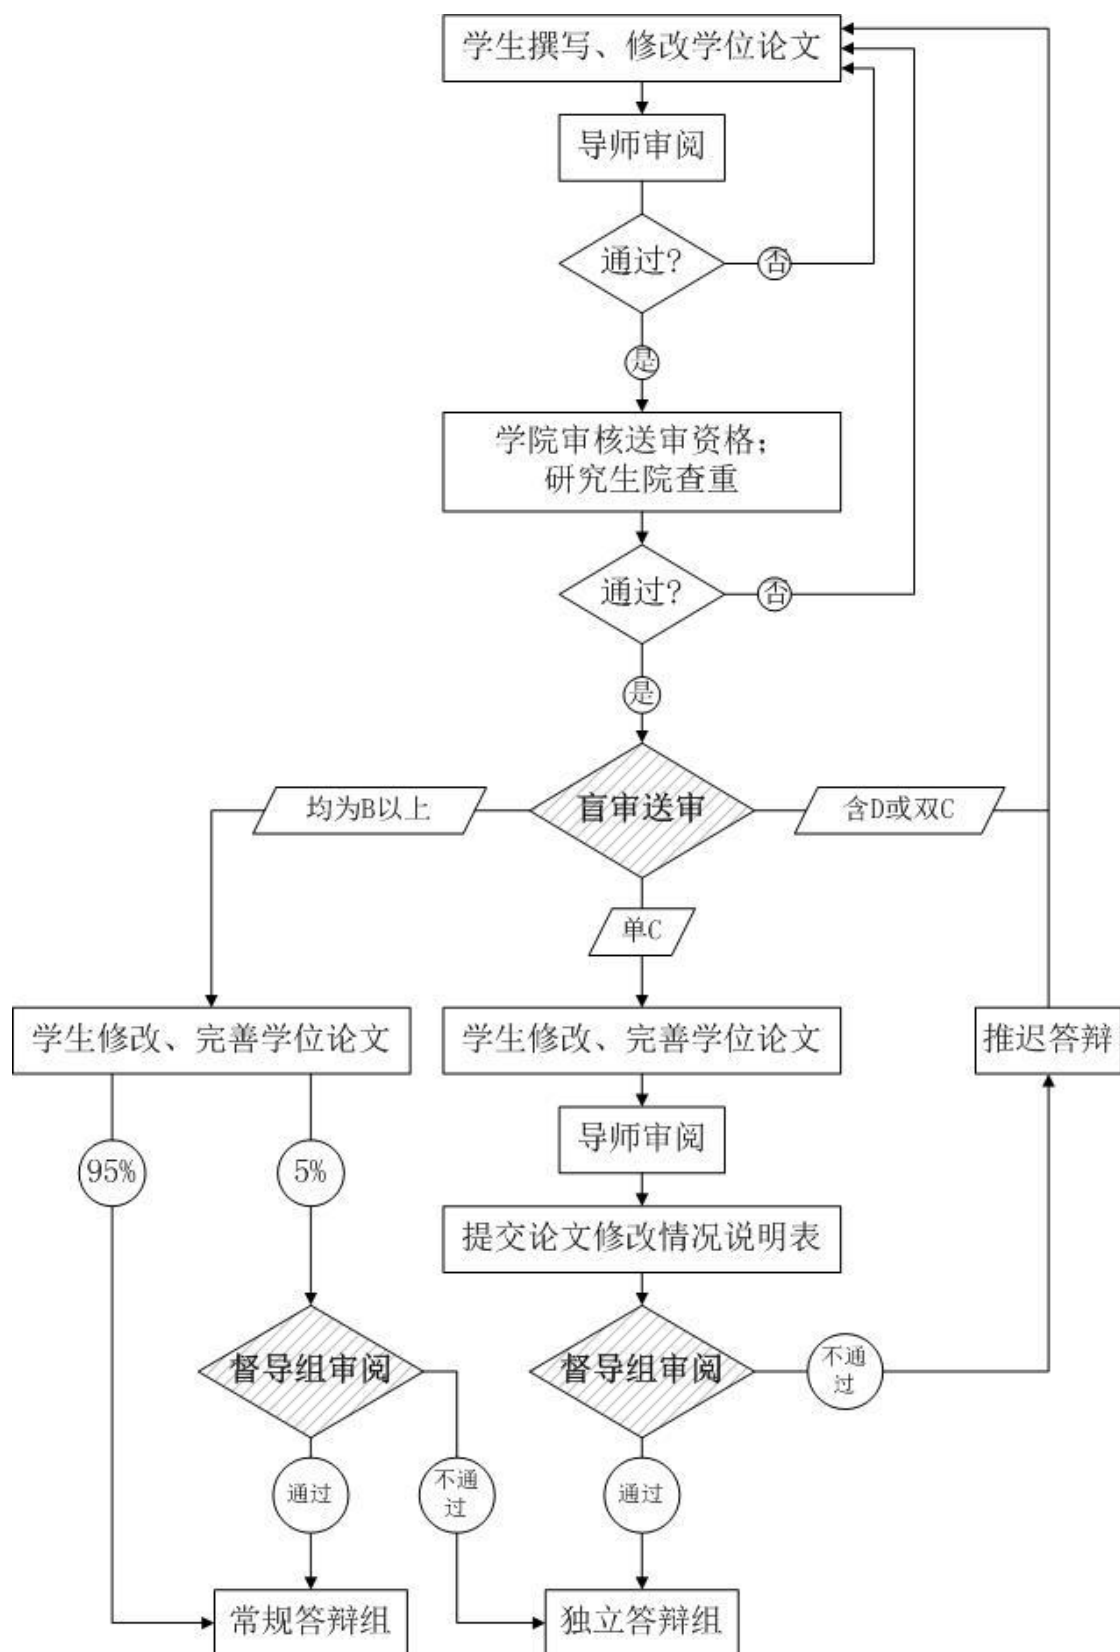 学生撰写、修改学位论文
导师审阅
通过?
否
是
学院审核送审资格;
研究生院查重
通过?
否
是
均为B以上
盲审送审
含D或双C
单C
学生修改、完善学位论文
学生修改、完善学位论文
推迟答辩
导师审阅
95%
5%
提交论文修改情况说明表
督导组审阅
督导组审阅
不通
过
通过
不通
过
通过
常规答辩组
独立答辩组